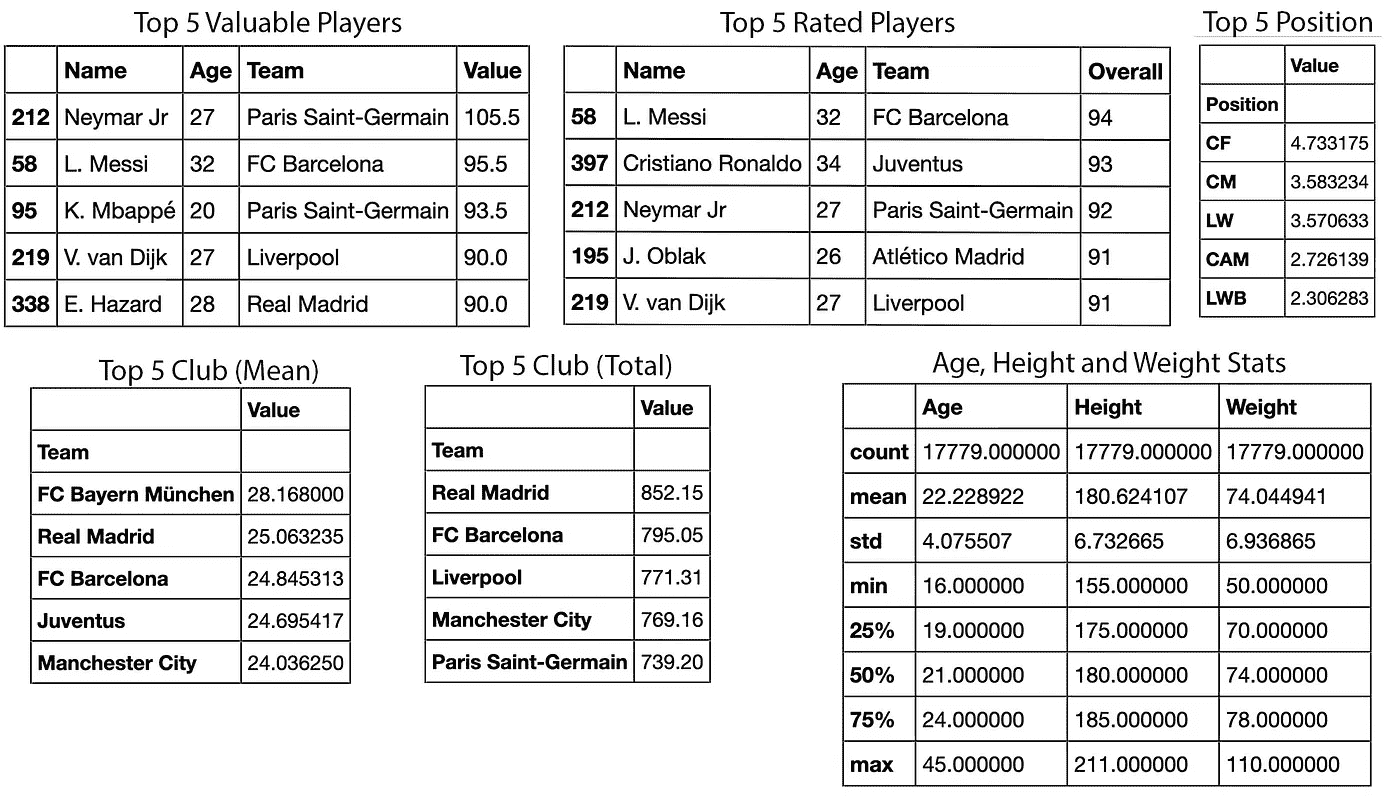 Top 5 Valuable Players
Name Age Team Value
212 Neymar Jr 27 Paris Saint-Germain 105.5
58 L. Messi 32 FC Barcelona 95.5
95 K. Mbappé 20 Paris Saint-Germain 93.5
219 V. van Dijk 27 Liverpool 90.0
338 E. Hazard 28 Real Madrid 90.0
Top 5 Rated Players
Name Age Team Overall
58 L. Messi 32 FC Barcelona 94
397 Cristiano Ronaldo 34 Juventus 93
212 Neymar Jr 27 Paris Saint-Germain 92
195 J. Oblak 26 Atlético Madrid 91
219 V. van Dijk 27 Liverpool 91
Top 5 Position
Value
Position
CF 4.733175
CM 3.583234
LW 3.570633
CAM 2.726139
LWB 2.306283
Top 5 Club (Mean)
Value
Team
FC Bayern München 28.168000
Real Madrid 25.063235
FC Barcelona 24.845313
Juventus 24.695417
Manchester City 24.036250
Top 5 Club (Total)
Value
Team
Real Madrid 852.15
FC Barcelona 795.05
Liverpool 771.31
Manchester City 769.16
Paris Saint-Germain 739.20
Age, Height and Weight Stats
Age Height Weight
count 17779.000000 17779.000000 17779.000000
mean 22.228922 180.624107 74.044941
std 4.075507 6.732665 6.936865
min 16.000000 155.000000 50.000000
25% 19.000000 175.000000 70.000000
50% 21.000000 180.000000 74.000000
75% 24.000000 185.000000 78.000000
max 45.000000 211.000000 110.000000